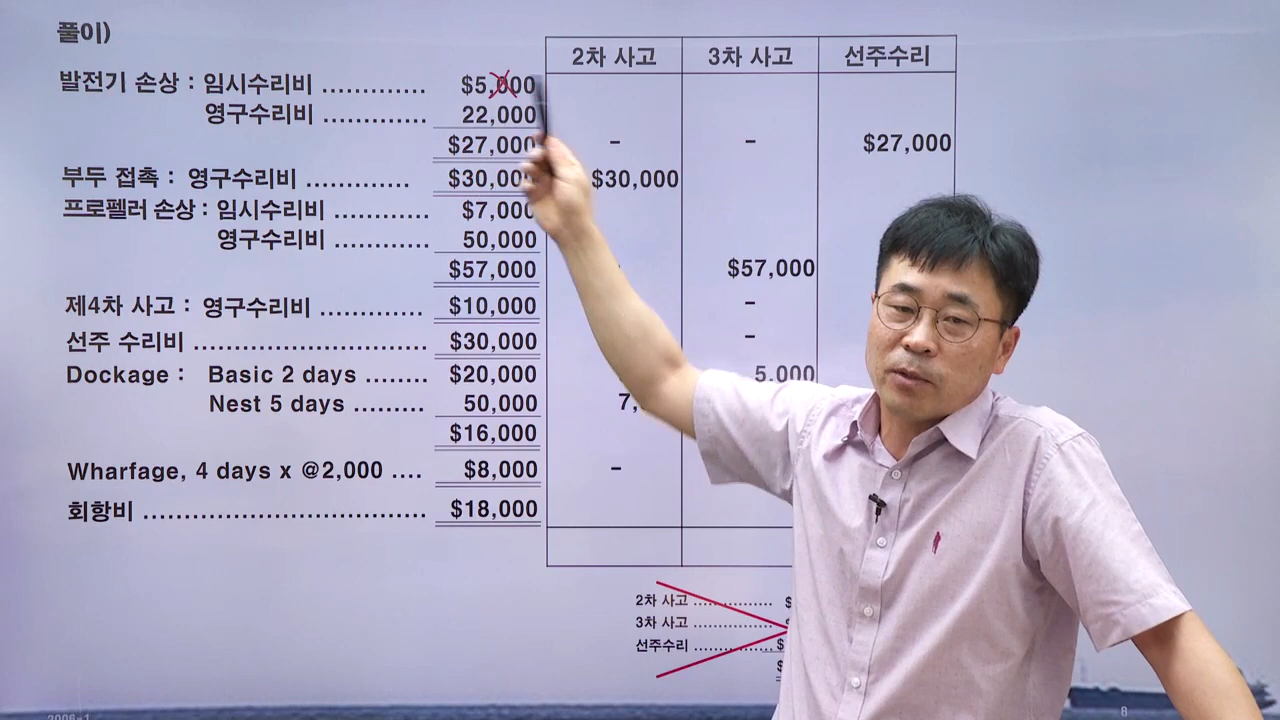 풀이)
2차 사고 3차 사고 선주수리
발전기 손상 : 임시수리비 ............. $5,000
영구수리비 ............. 22,000
$27,000 – – $27,000
부두 접촉 : 영구수리비 ............. $30,000 $30,000
프로펠러 손상 : 임시수리비 ............ $7,000
영구수리비 ............ 50,000
$57,000 $57,000
제4차 사고 : 영구수리비 ............. $10,000 –
선주 수리비 ............................. $30,000 –
Dockage : Basic 2 days ........ $20,000 5,000
Nest 5 days ......... 50,000 7,
$16,000
Wharfage, 4 days x @2,000 .... $8,000 –
회항비 ................................... $18,000
2차 사고 ............... $
3차 사고 ...............
선주수리 ............... $
$
2006-1
8